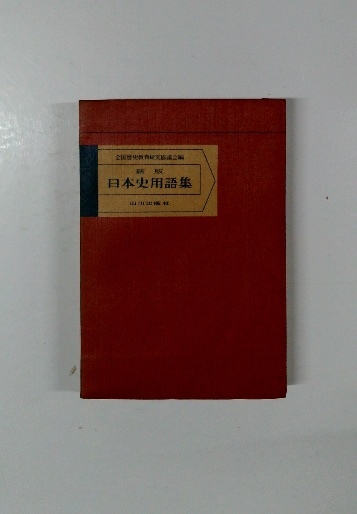 全国歴史教育研究協議会編
新版
日本史用語集
山川出版社